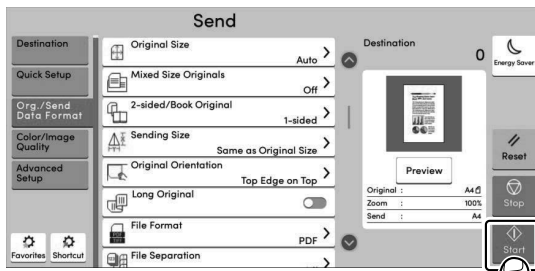 Send
Destination
Quick Setup
Org./Send
Data Format
Color/Image
Quality
Advanced
Setup
Favorites
Shortcut
Original Size
Auto
Mixed Size Originals
Off
2-sided/Book Original
1-sided
Sending Size
Same as Original Size
Original Orientation
Top Edge on Top
Long Original
File Format
PDF
File Separation
Destination
0
Preview
Original : A4
Zoom : 100%
Send : A4
Energy Saver
Reset
Stop
Start